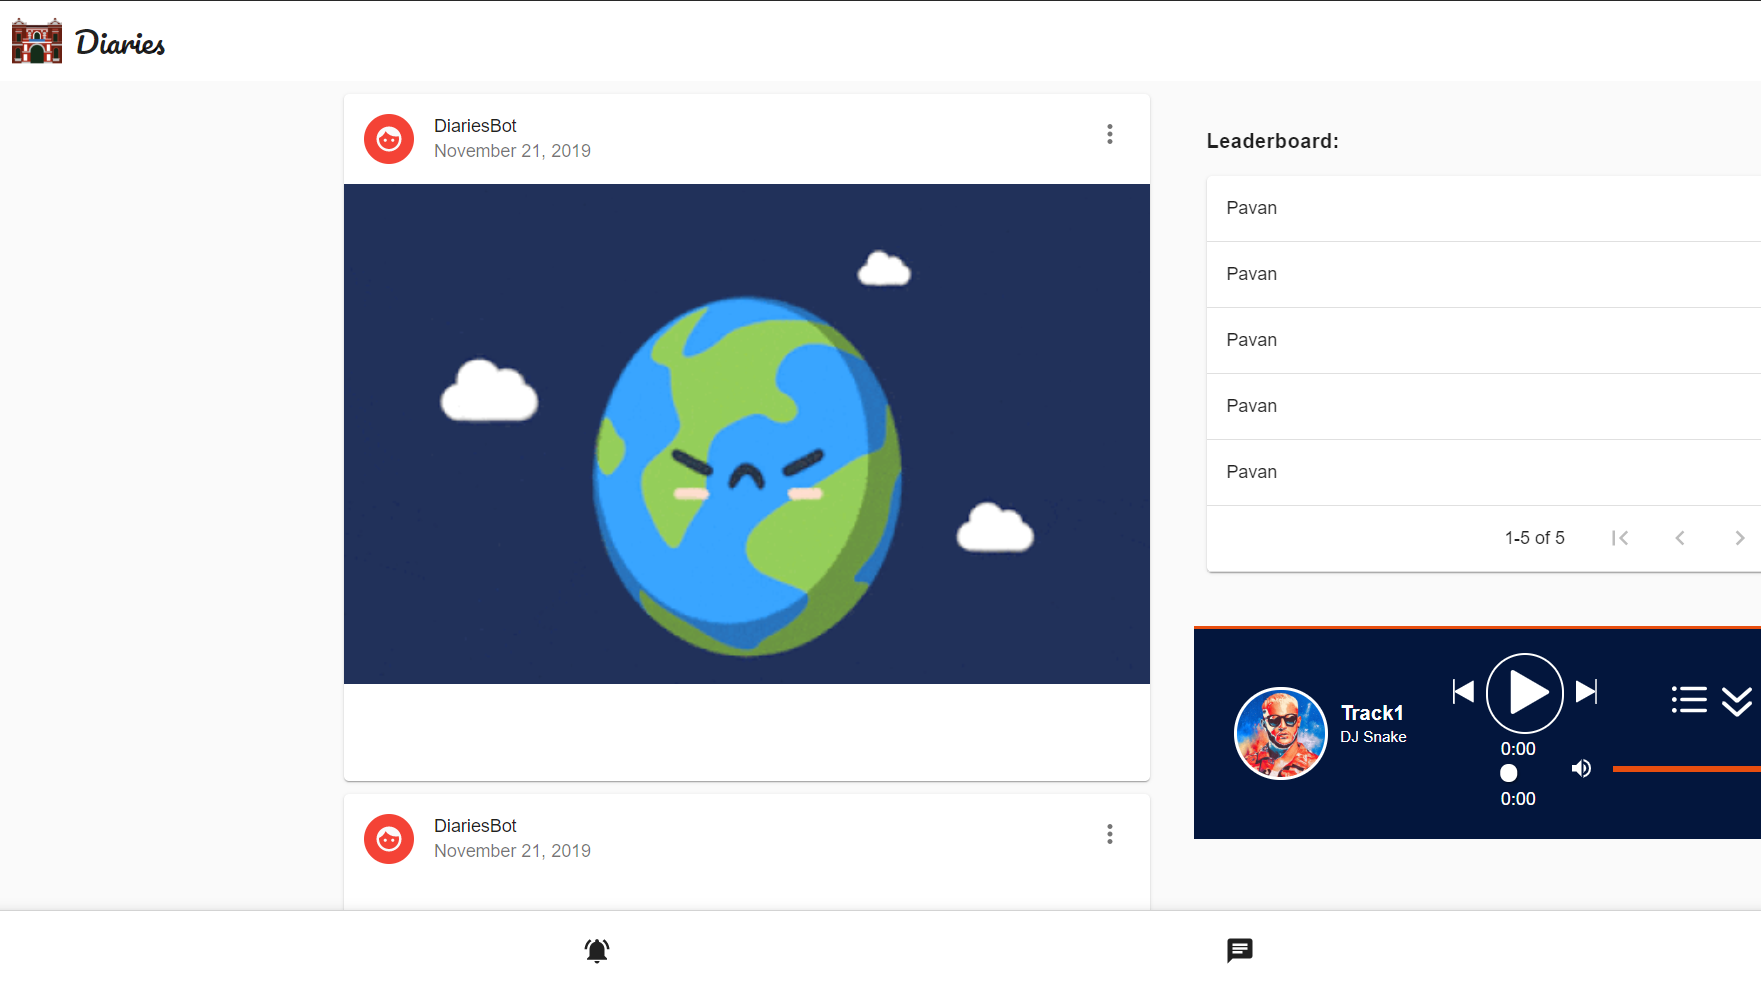 Diaries
DiariesBot
November 21, 2019
Leaderboard:
Pavan
Pavan
Pavan
Pavan
Pavan
1-5 of 5
Track1
DJ Snake
0:00
0:00
DiariesBot
November 21, 2019